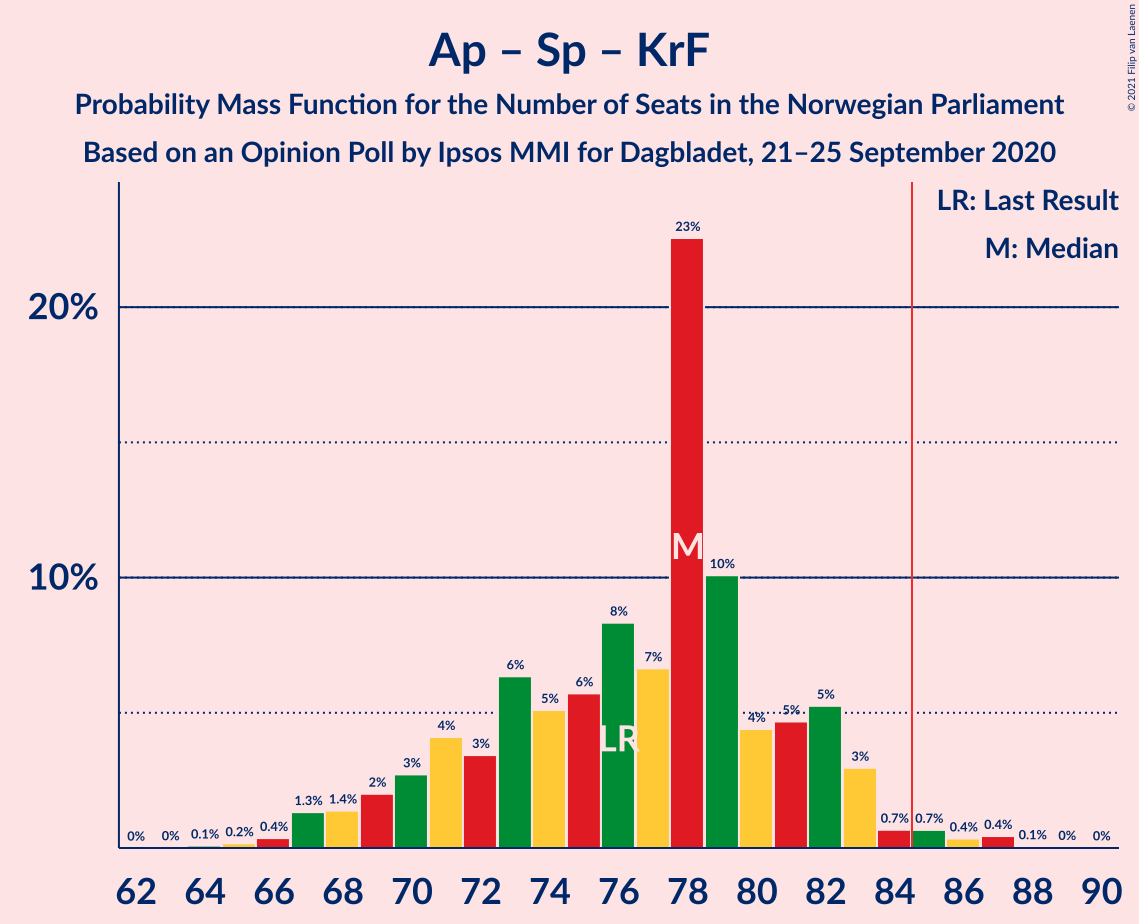 Ap – Sp – KrF
Probability Mass Function for the Number of Seats in the Norwegian Parliament
Based on an Opinion Poll by Ipsos MMI for Dagbladet, 21–25 September 2020
© 2021 Filip van Laenen
LR: Last Result
M: Median
20%
10%
0% 0% 0.1% 0.2% 0.4% 1.3% 1.4% 2% 3% 4% 3% 6% 5% 6% 8% 7% 23% 10% 4% 5% 5% 3% 0.7% 0.7% 0.4% 0.4% 0.1% 0% 0%
M
LR
62 64 66 68 70 72 74 76 78 80 82 84 86 88 90